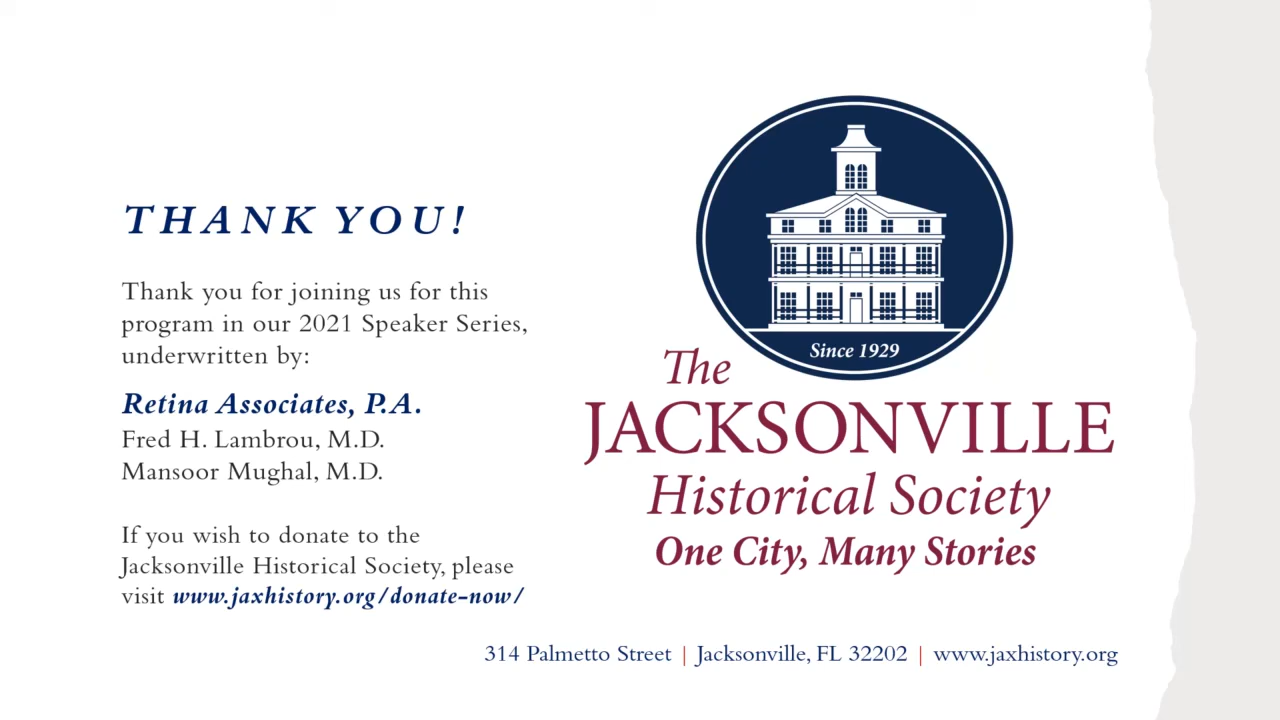 THANK YOU!
Thank you for joining us for this
program in our 2021 Speaker Series,
underwritten by:
Retina Associates, P.A.
Fred H. Lambrou, M.D.
Mansoor Mughal, M.D.
If you wish to donate to the
Jacksonville Historical Society, please
visit www.jaxhistory.org/donate-now/
Since 1929
The
JACKSONVILLE
Historical Society
One City, Many Stories
314 Palmetto Street | Jacksonville, FL 32202 | www.jaxhistory.org